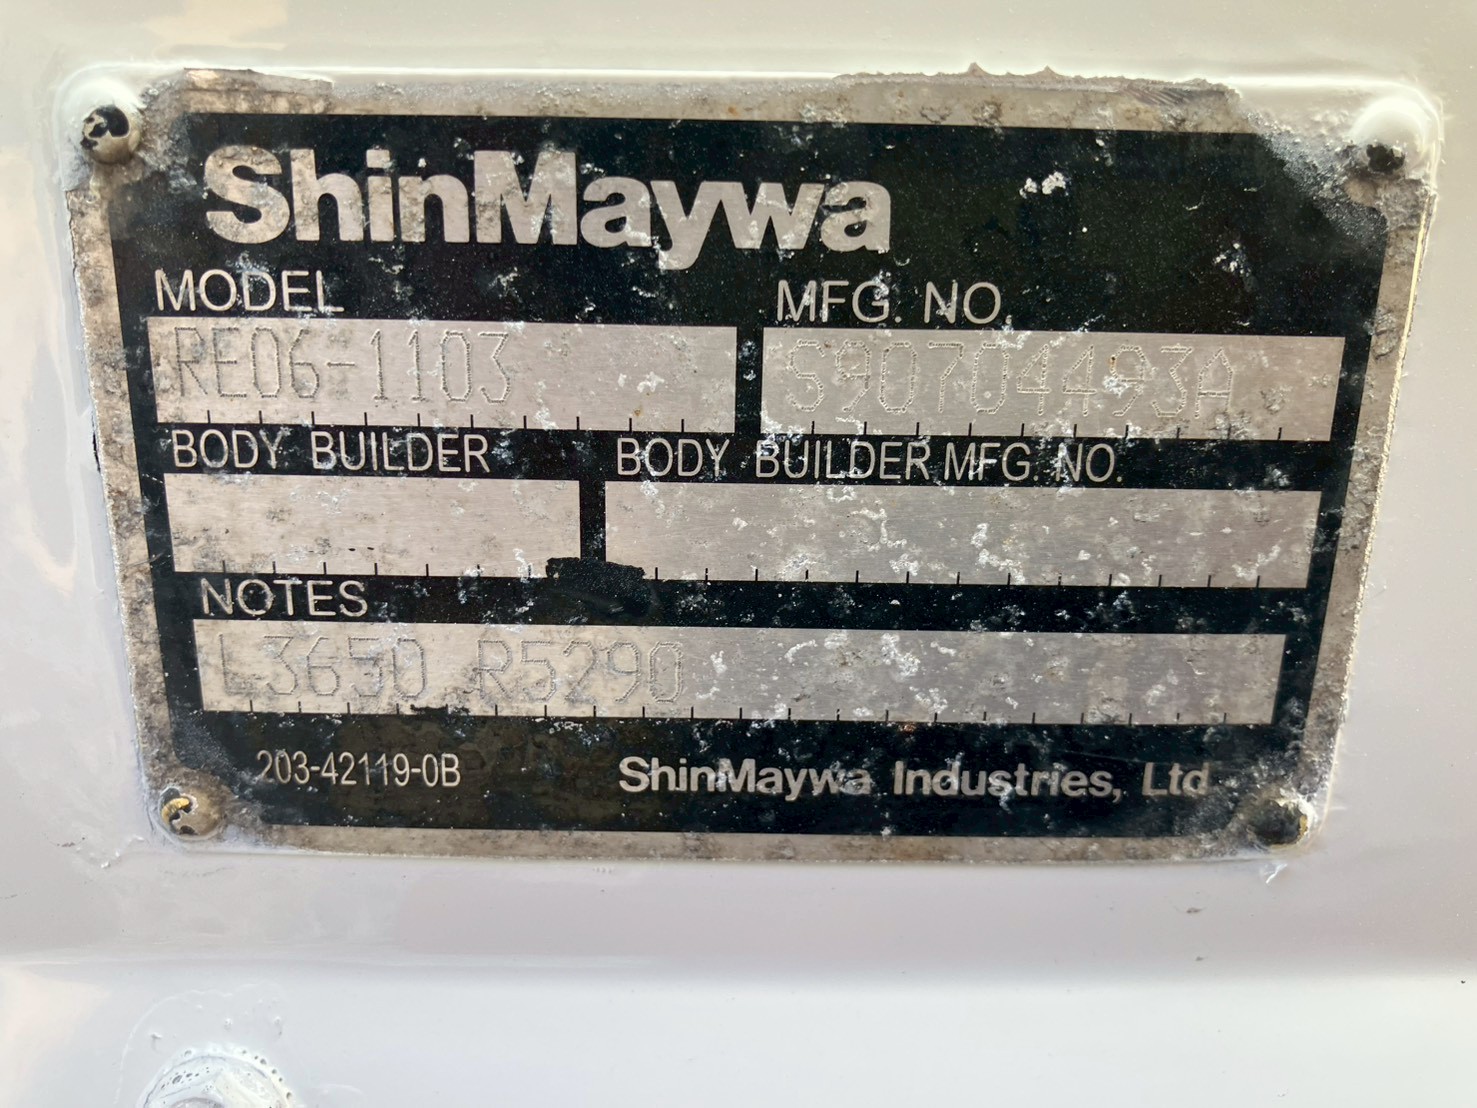 ShinMaywa
MODEL MFG. NO.
RE06-1103 S90704493A
BODY BUILDER BODY BUILDER MFG. NO.
NOTES
L3650 R5290
203-42119-0B ShinMaywa Industries, Ltd